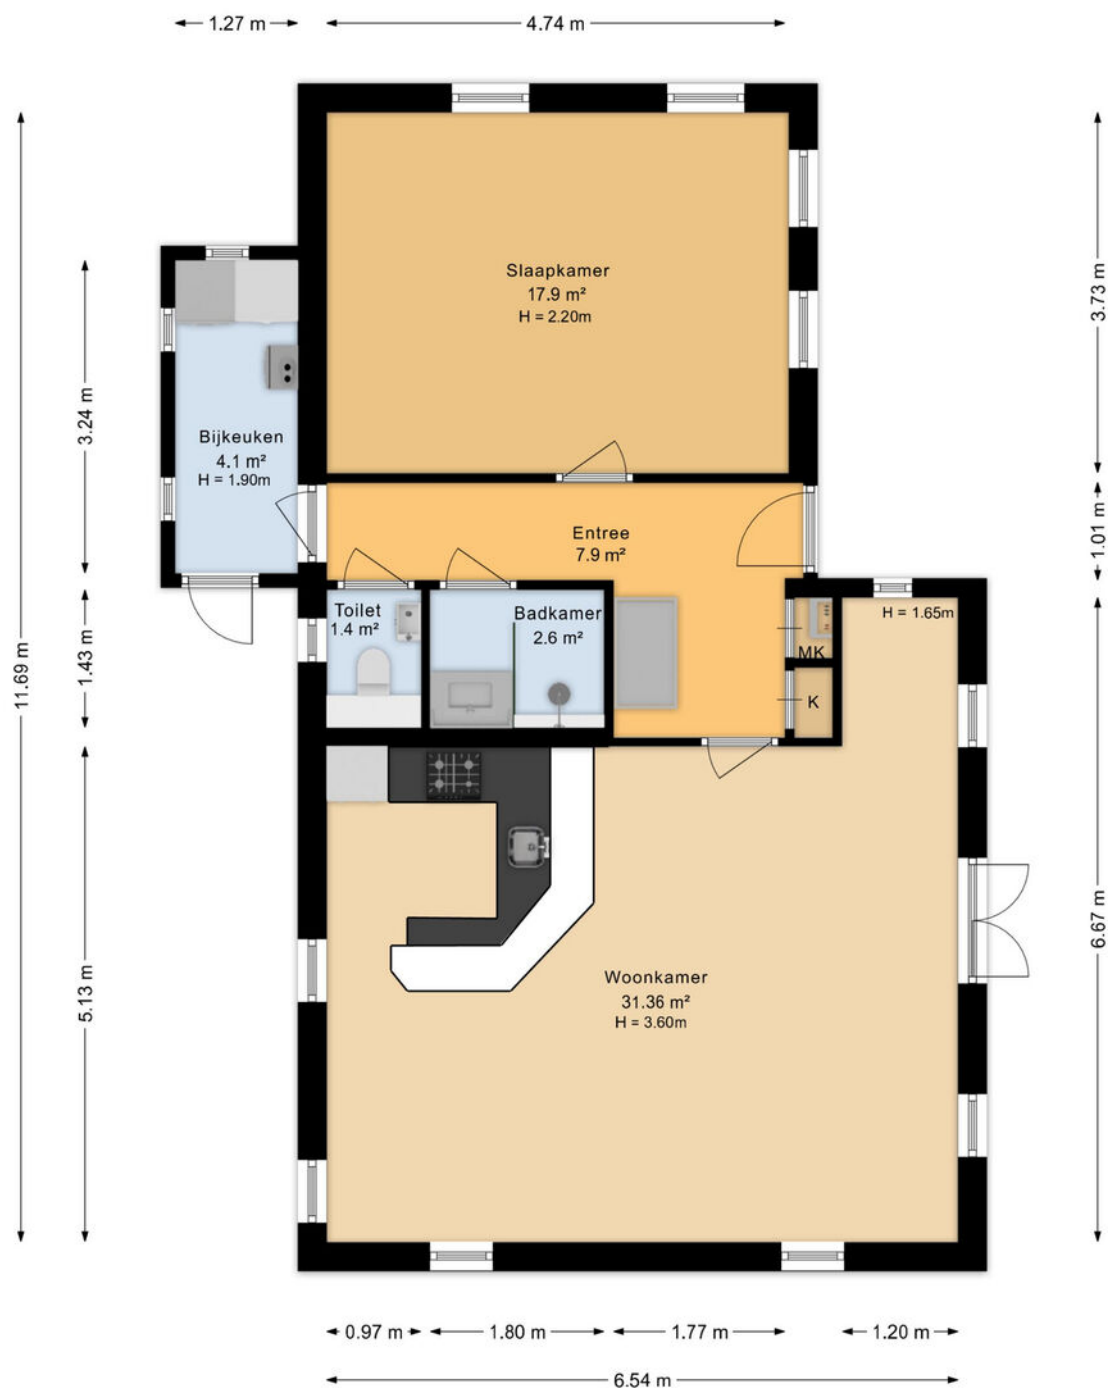 1.27 m
4.74 m
Slaapkamer
17.9 m²
H = 2.20m
3.73 m
3.24 m
Bijkeuken
4.1 m²
H = 1.90m
Entree
7.9 m²
1.01 m
Toilet
1.4 m²
Badkamer
2.6 m²
H = 1.65m
MK
K
1.43 m
11.69 m
5.13 m
Woonkamer
31.36 m²
H = 3.60m
6.67 m
0.97 m
1.80 m
1.77 m
1.20 m
6.54 m